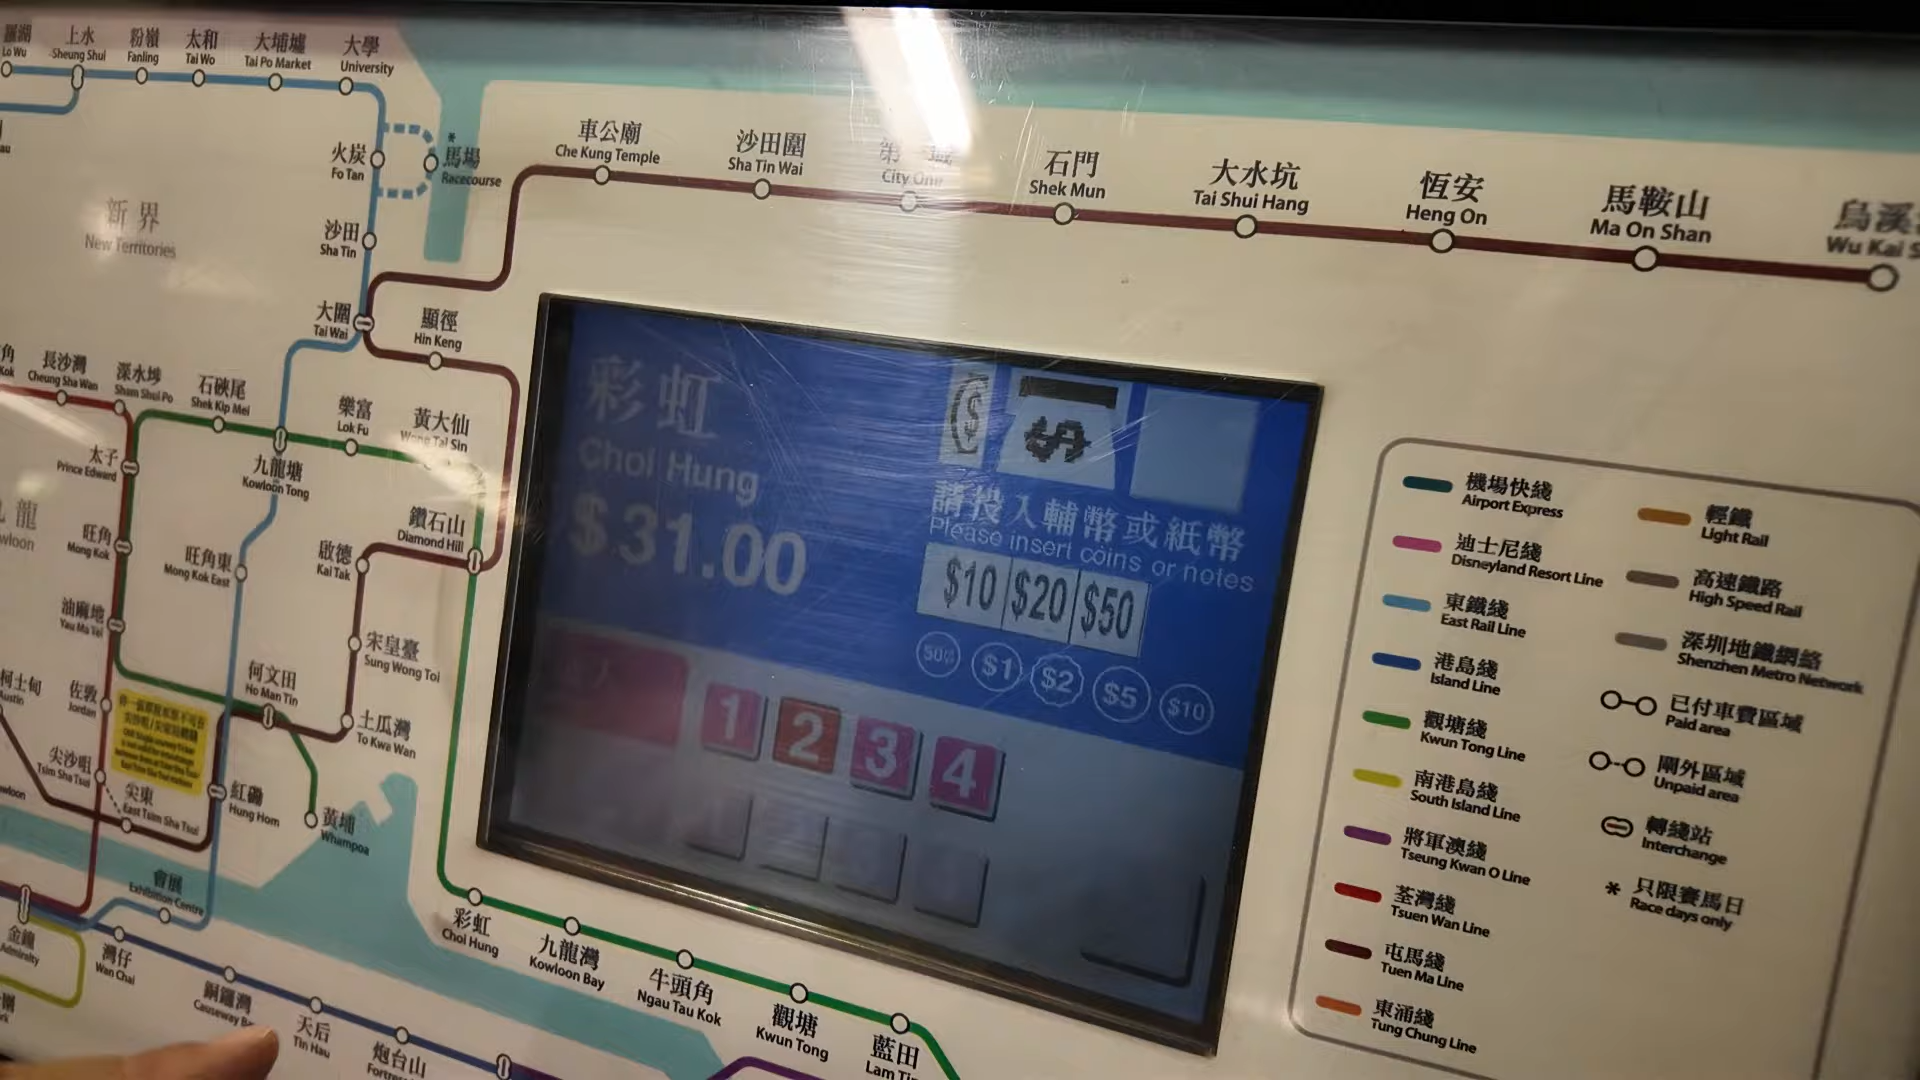 羅湖
Lo Wu
上水
Sheung Shui
粉嶺
Fanling
太和
Tai Wo
大埔墟
Tai Po Market
大學
University
火炭
Fo Tan
*
馬場
Racecourse
沙田
Sha Tin
新界
New Territories
大圍
Tai Wai
顯徑
Hin Keng
車公廟
Che Kung Temple
沙田圍
Sha Tin Wai
City One
石門
Shek Mun
大水坑
Tai Shui Hang
恆安
Heng On
馬鞍山
Ma On Shan
烏溪
Wu Kai S
角
Kok
長沙灣
Cheung Sha Wan
深水埗
Sham Shui Po
石硤尾
Shek Kip Mei
樂富
Lok Fu
黃大仙
Wong Tai Sin
太子
Prince Edward
九龍塘
Kowloon Tong
龍
wloon
旺角
Mong Kok
旺角東
Mong Kok East
鑽石山
Diamond Hill
啟德
Kai Tak
油麻地
Yau Ma Tei
宋皇臺
Sung Wong Toi
柯士甸
Austin
佐敦
Jordan
何文田
Ho Man Tin
土瓜灣
To Kwa Wan
尖沙咀
Tsim Sha Tsui
尖東
East Tsim Sha Tsui
紅磡
Hung Hom
黃埔
Whampoa
會展
Exhibition Centre
金鐘
Admiralty
灣仔
Wan Chai
銅鑼灣
Causeway B
天后
Tin Hau
炮台山
Fortres
彩虹
Choi Hung
九龍灣
Kowloon Bay
牛頭角
Ngau Tau Kok
觀塘
Kwun Tong
藍田
Lam Ti
彩虹
Choi Hung
$31.00
請投入輔幣或紙幣
Please insert coins or notes
$10 $20 $50
50¢ $1 $2 $5 $10
1 2 3 4
機場快綫
Airport Express
迪士尼綫
Disneyland Resort Line
東鐵綫
East Rail Line
港島綫
Island Line
觀塘綫
Kwun Tong Line
南港島綫
South Island Line
將軍澳綫
Tseung Kwan O Line
荃灣綫
Tsuen Wan Line
屯馬綫
Tuen Ma Line
東涌綫
Tung Chung Line
輕鐵
Light Rail
高速鐵路
High Speed Rail
深圳地鐵網絡
Shenzhen Metro Network
已付車費區域
Paid area
閘外區域
Unpaid area
轉綫站
Interchange
* 只限賽馬日
Race days only